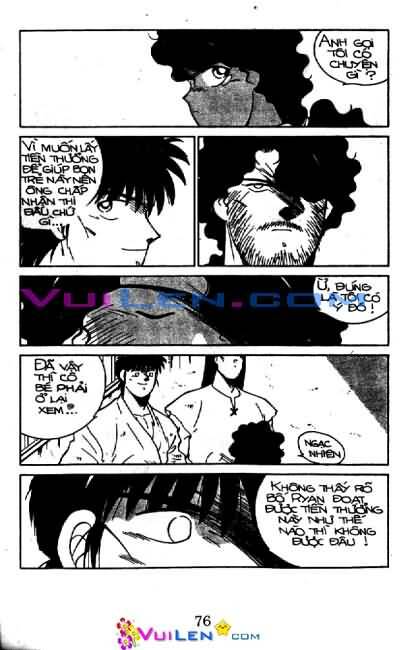 ANH GỌI
TÔI CÓ
CHUYỆN
GÌ ?
VÌ MUỐN LẤY
TIỀN THƯỞNG
ĐỂ GIÚP BỌN
TRẺ NÀY NÊN
ÔNG CHẤP
NHẬN THI
ĐẤU CHỨ
GÌ...
Ừ, ĐÚNG
LÀ TÔI CÓ
Ý ĐÓ !
VUILEN.COM
ĐÃ VẬY
THÌ CÔ
BÉ PHẢI
Ở LẠI
XEM...
NGẠC
NHIÊN
KHÔNG THẤY RÕ
BỐ RYAN ĐOẠT
ĐƯỢC TIỀN THƯỞNG
NÀY NHƯ THẾ
NÀO THÌ KHÔNG
ĐƯỢC ĐÂU !
76
VUILEN.COM